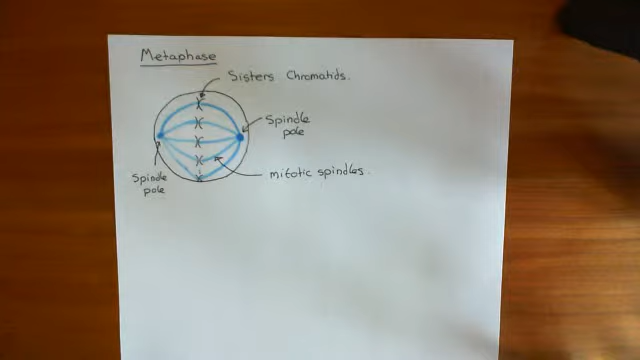 Metaphase
Sisters Chromatids.
Spindle
pole
Spindle
pole
mitotic spindles.